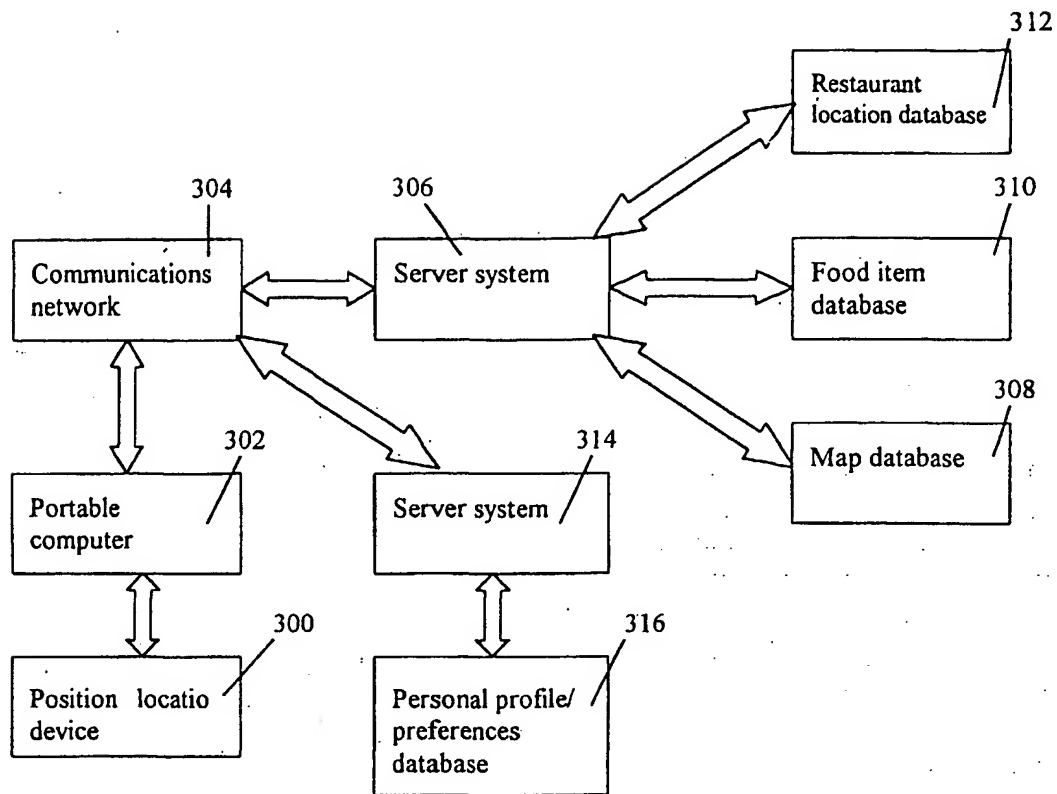 312
Restaurant
location database
304
306
310
Communications
network
Server system
Food item
database
308
302
314
Map database
Portable
computer
Server system
300
316
Position locatio
device
Personal profile/
preferences
database